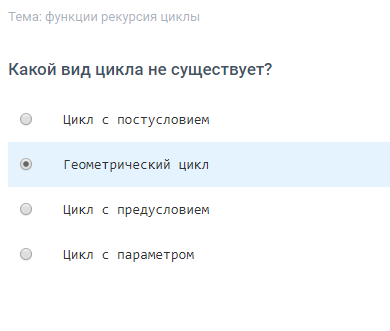 Тема: функции рекурсия циклы
Какой вид цикла не существует?
Цикл с постусловием
Геометрический цикл
Цикл с предусловием
Цикл с параметром